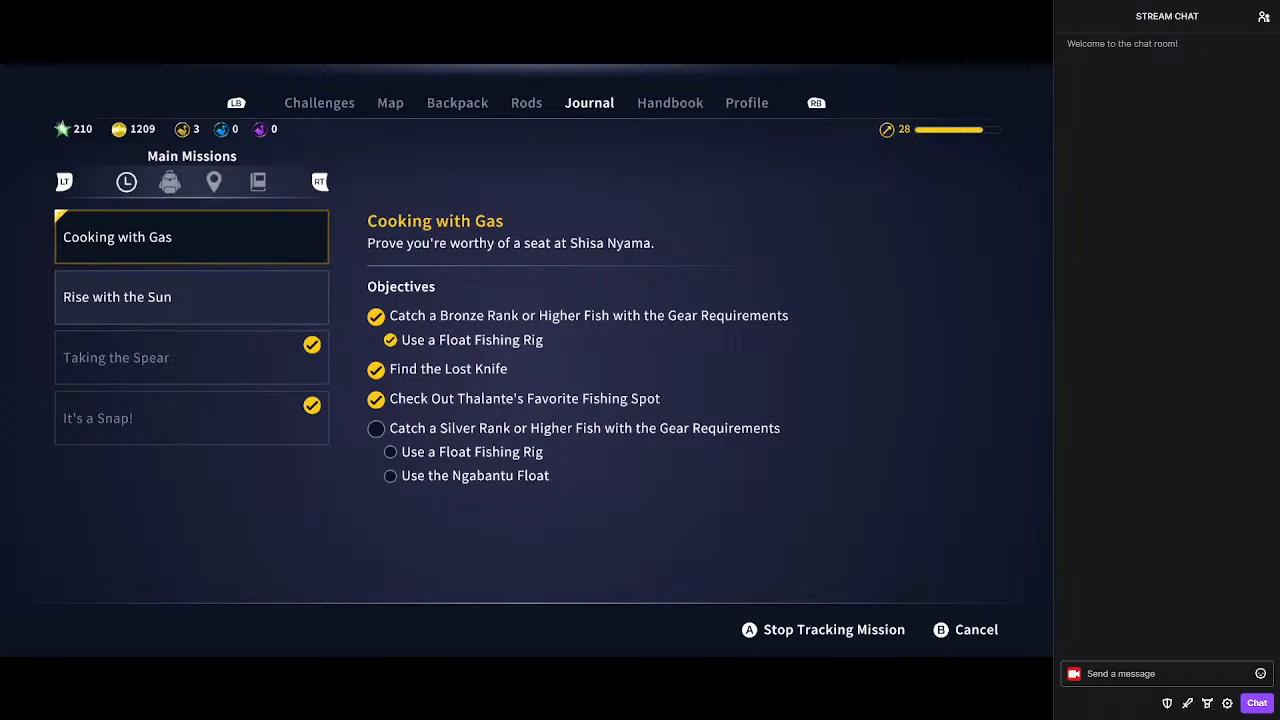 STREAM CHAT
Welcome to the chat room!
LB Challenges Map Backpack Rods Journal Handbook Profile RB
210 1209 3 0 0 28
Main Missions
LT RT
Cooking with Gas
Rise with the Sun
Taking the Spear
It's a Snap!
Cooking with Gas
Prove you're worthy of a seat at Shisa Nyama.
Objectives
Catch a Bronze Rank or Higher Fish with the Gear Requirements
Use a Float Fishing Rig
Find the Lost Knife
Check Out Thalante's Favorite Fishing Spot
Catch a Silver Rank or Higher Fish with the Gear Requirements
Use a Float Fishing Rig
Use the Ngabantu Float
A Stop Tracking Mission B Cancel
Send a message
Chat